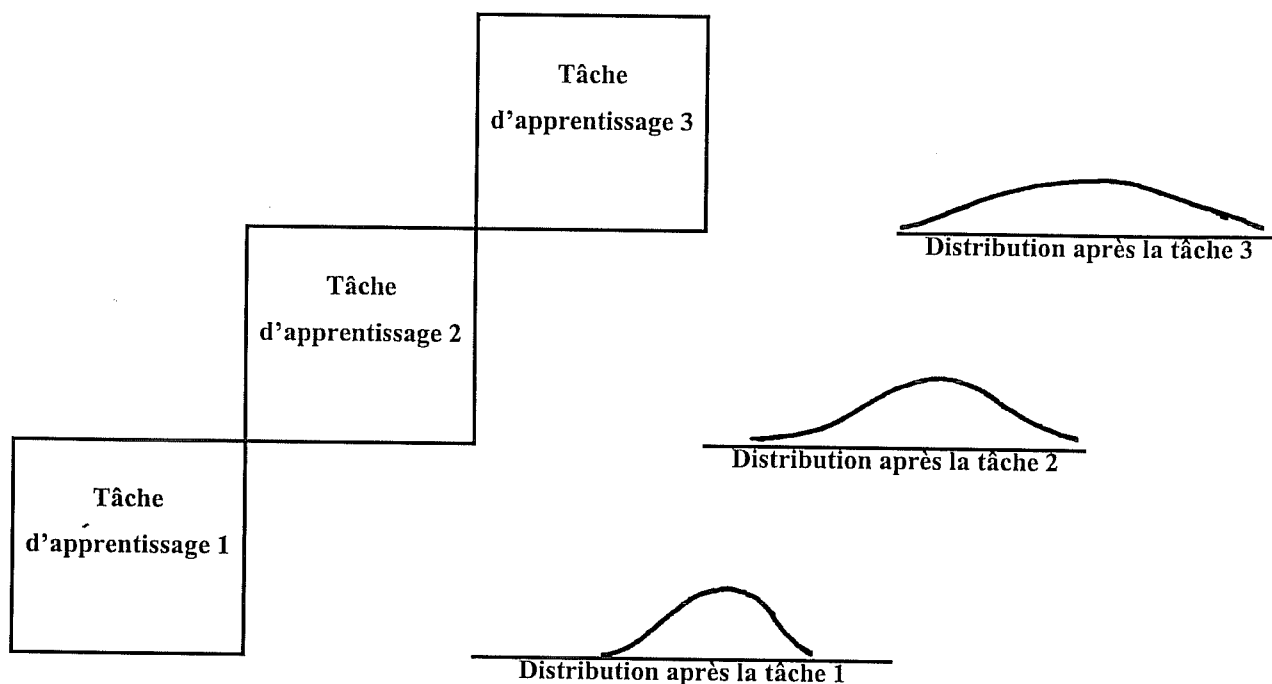 Tâche
d'apprentissage 3
Distribution après la tâche 3
Tâche
d'apprentissage 2
Distribution après la tâche 2
Tâche
d'apprentissage 1
Distribution après la tâche 1